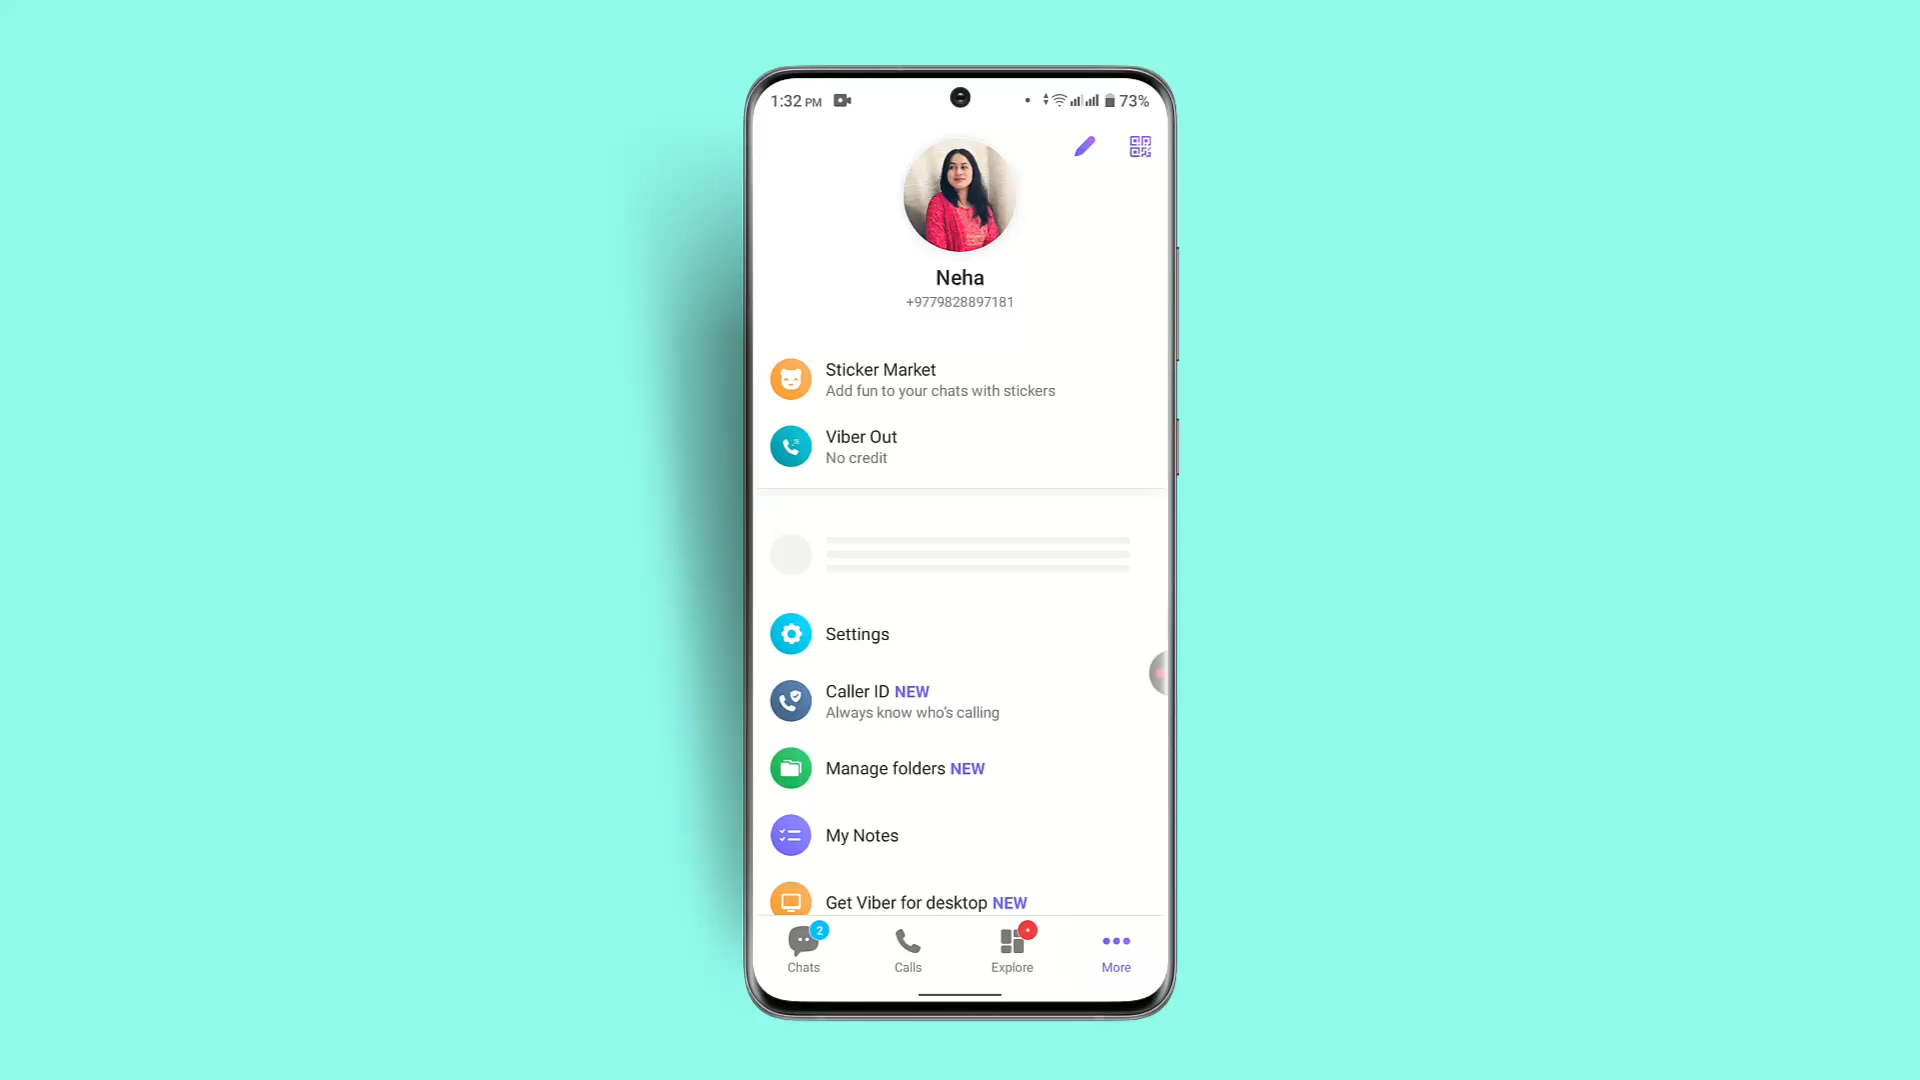 1:32 PM 73%
Neha
+9779828897181
Sticker Market
Add fun to your chats with stickers
Viber Out
No credit
Settings
Caller ID NEW
Always know who's calling
Manage folders NEW
My Notes
Get Viber for desktop NEW
2
Chats Calls Explore More